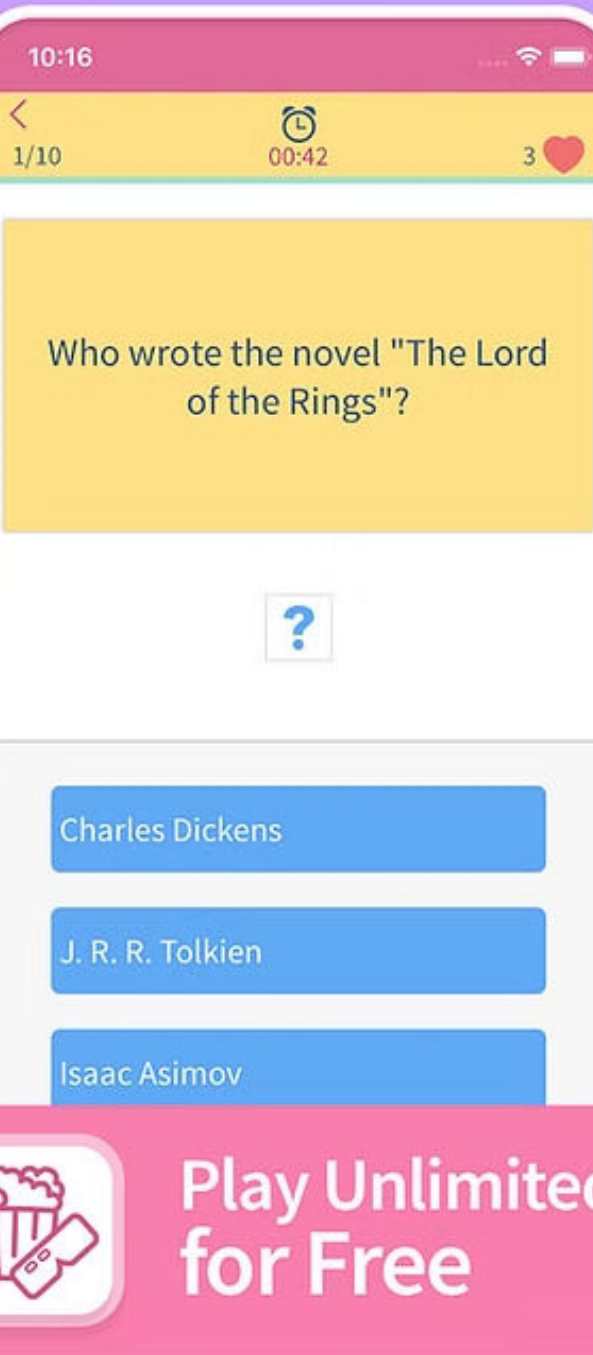 10:16
1/10
00:42
3
Who wrote the novel "The Lord
of the Rings"?
?
Charles Dickens
J. R. R. Tolkien
Isaac Asimov
Play Unlimited
for Free